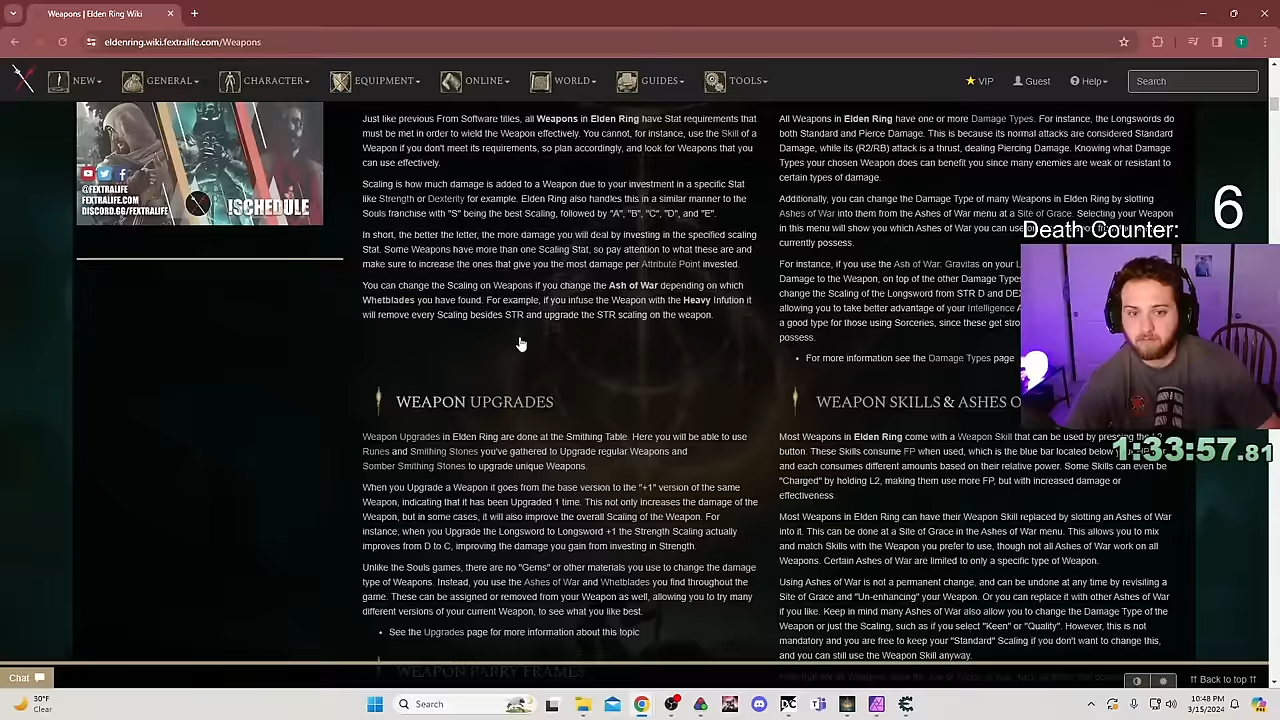 Weapons | Elden Ring Wiki
eldenring.wiki.fextralife.com/Weapons
NEW
GENERAL
CHARACTER
EQUIPMENT
ONLINE
WORLD
GUIDES
TOOLS
VIP
Guest
Help
Search
@FEXTRALIFE
FEXTRALIFE.COM
DISCORD.GG/FEXTRALIFE
!SCHEDULE
Just like previous From Software titles, all Weapons in Elden Ring have Stat requirements that
must be met in order to wield the Weapon effectively. You cannot, for instance, use the Skill of a
Weapon if you don't meet its requirements, so plan accordingly, and look for Weapons that you
can use effectively.
Scaling is how much damage is added to a Weapon due to your investment in a specific Stat
like Strength or Dexterity for example. Elden Ring also handles this in a similar manner to the
Souls franchise with "S" being the best Scaling, followed by "A", "B", "C", "D", and "E".
In short, the better the letter, the more damage you will deal by investing in the specified scaling
Stat. Some Weapons have more than one Scaling Stat, so pay attention to what these are and
make sure to increase the ones that give you the most damage per Attribute Point invested.
You can change the Scaling on Weapons if you change the Ash of War depending on which
Whetblades you have found. For example, if you infuse the Weapon with the Heavy Infution it
will remove every Scaling besides STR and upgrade the STR scaling on the weapon.
WEAPON UPGRADES
Weapon Upgrades in Elden Ring are done at the Smithing Table. Here you will be able to use
Runes and Smithing Stones you've gathered to Upgrade regular Weapons and
Somber Smithing Stones to upgrade unique Weapons.
When you Upgrade a Weapon it goes from the base version to the "+1" version of the same
Weapon, indicating that it has been Upgraded 1 time. This not only increases the damage of the
Weapon, but in some cases, it will also improve the overall Scaling of the Weapon. For
instance, when you Upgrade the Longsword to Longsword +1 the Strength Scaling actually
improves from D to C, improving the damage you gain from investing in Strength.
Unlike the Souls games, there are no "Gems" or other materials you use to change the damage
type of Weapons. Instead, you use the Ashes of War and Whetblades you find throughout the
game. These can be assigned or removed from your Weapon as well, allowing you to try many
different versions of your current Weapon, to see what you like best.
• See the Upgrades page for more information about this topic
WEAPON PARRY FRAMES
All Weapons in Elden Ring have one or more Damage Types. For instance, the Longswords do
both Standard and Pierce Damage. This is because its normal attacks are considered Standard
Damage, while its (R2/RB) attack is a thrust, dealing Piercing Damage. Knowing what Damage
Types your chosen Weapon does can benefit you since many enemies are weak or resistant to
certain types of damage.
Additionally, you can change the Damage Type of many Weapons in Elden Ring by slotting
Ashes of War into them from the Ashes of War menu at a Site of Grace. Selecting your Weapon
in this menu will show you which Ashes of War you can use
currently possess.
For instance, if you use the Ash of War: Gravitas on your L
Damage to the Weapon, on top of the other Damage Type
change the Scaling of the Longsword from STR D and DEX
allowing you to take better advantage of your Intelligence A
a good type for those using Sorceries, since these get stro
possess.
• For more information see the Damage Types page
WEAPON SKILLS & ASHES O
Most Weapons in Elden Ring come with a Weapon Skill that can be used by pressing the L2
button. These Skills consume FP when used, which is the blue bar located below
and each consumes different amounts based on their relative power. Some Skills can even be
"Charged" by holding L2, making them use more FP, but with increased damage or
effectiveness.
Most Weapons in Elden Ring can have their Weapon Skill replaced by slotting an Ashes of War
into it. This can be done at a Site of Grace in the Ashes of War menu. This allows you to mix
and match Skills with the Weapon you prefer to use, though not all Ashes of War work on all
Weapons. Certain Ashes of War are limited to only a specific type of Weapon.
Using Ashes of War is not a permanent change, and can be undone at any time by revisiting a
Site of Grace and "Un-enhancing" your Weapon. Or you can replace it with other Ashes of War
if you like. Keep in mind many Ashes of War also allow you to change the Damage Type of the
Weapon or just the Scaling, such as if you select "Keen" or "Quality". However, this is not
mandatory and you are free to keep your "Standard" Scaling if you don't want to change this,
and you can still use the Weapon Skill anyway.
6
Death Counter:
1:33:57.81
Chat
⇈ Back to top ⇈
30°F
Clear
Search
10:48 PM
3/15/2024